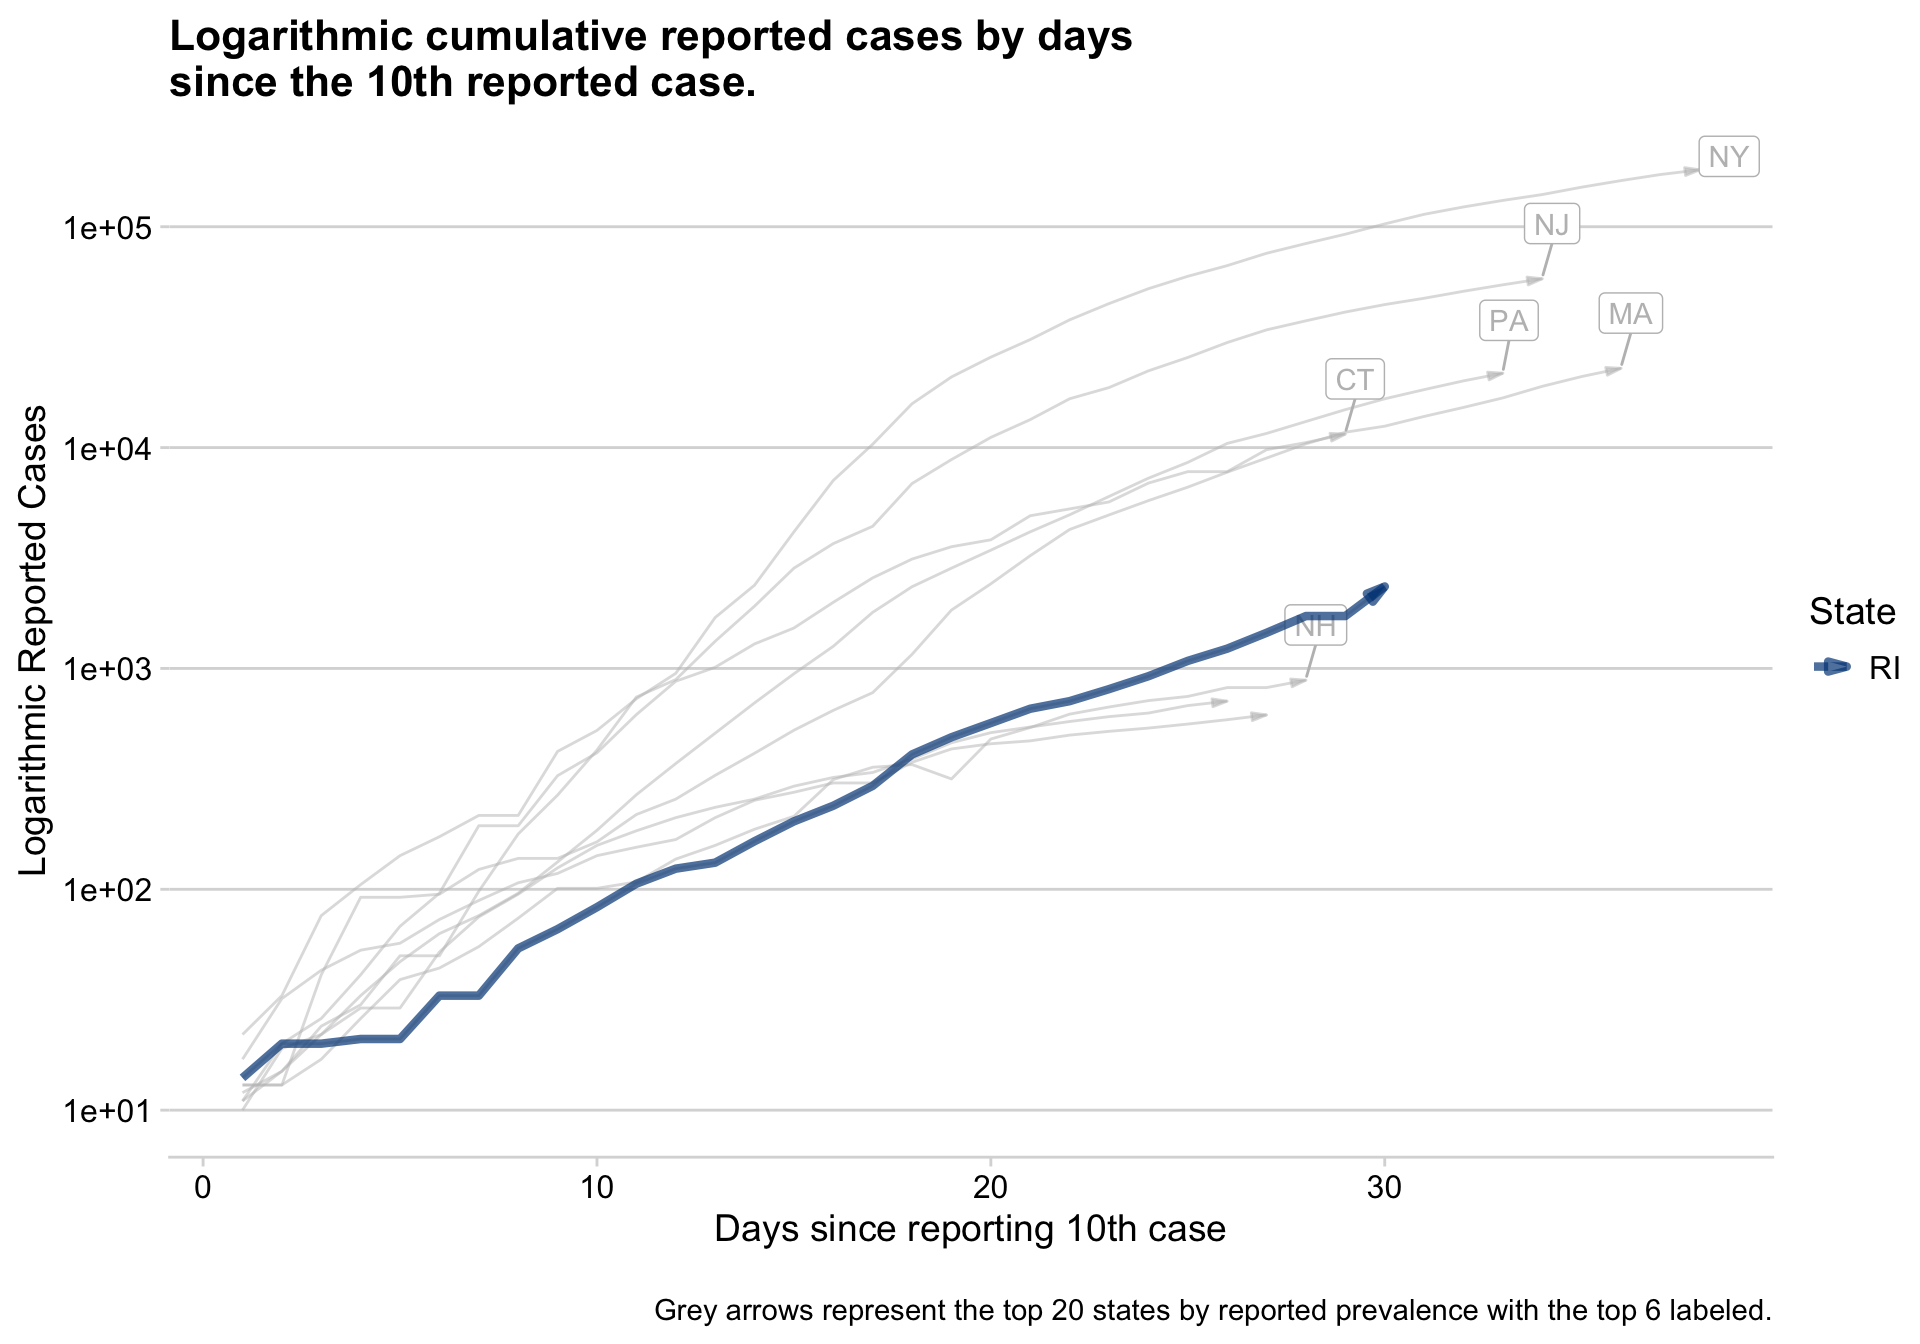 Logarithmic cumulative reported cases by days
since the 10th reported case.
NY
1e+05
NJ
PA
MA
CT
1e+04
Logarithmic Reported Cases
State
NH
1e+03
RI
1e+02
1e+01
0
10
20
30
Days since reporting 10th case
Grey arrows represent the top 20 states by reported prevalence with the top 6 labeled.